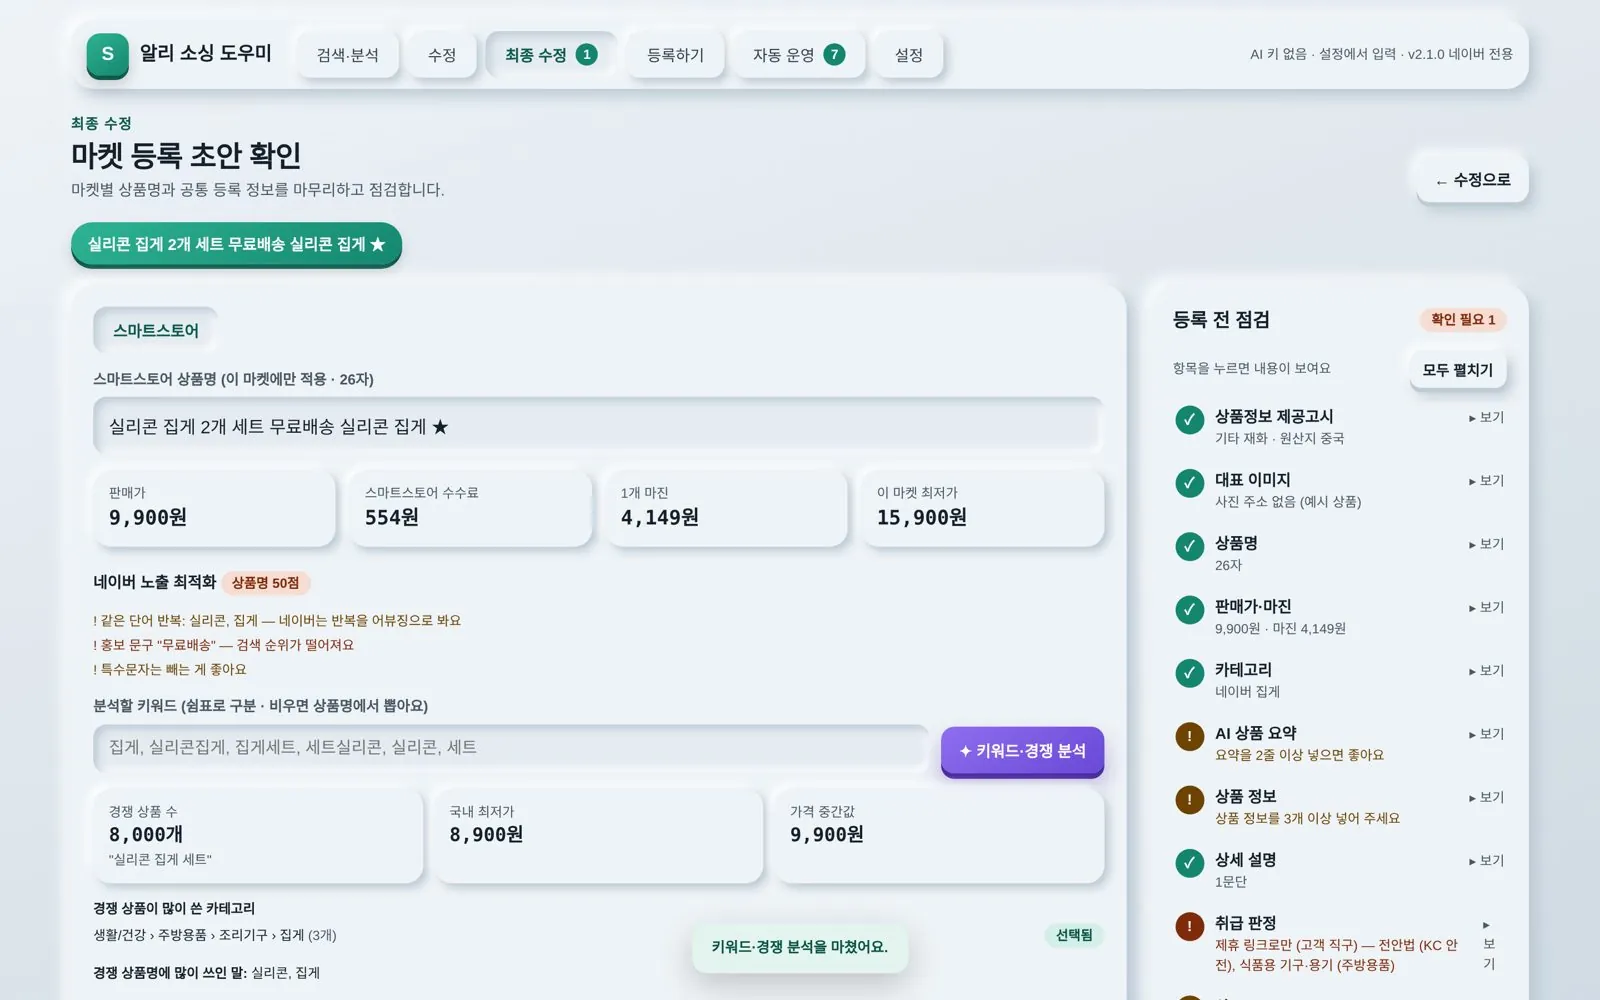 S 알리 소싱 도우미 검색·분석 수정 최종 수정 1 등록하기 자동 운영 7 설정 AI 키 없음 · 설정에서 입력 · v2.1.0 네이버 전용
최종 수정
마켓 등록 초안 확인
마켓별 상품명과 공통 등록 정보를 마무리하고 점검합니다.
← 수정으로
실리콘 집게 2개 세트 무료배송 실리콘 집게 ★
스마트스토어
스마트스토어 상품명 (이 마켓에만 적용 · 26자)
실리콘 집게 2개 세트 무료배송 실리콘 집게 ★
판매가
9,900원
스마트스토어 수수료
554원
1개 마진
4,149원
이 마켓 최저가
15,900원
네이버 노출 최적화 상품명 50점
! 같은 단어 반복: 실리콘, 집게 — 네이버는 반복을 어뷰징으로 봐요
! 홍보 문구 "무료배송" — 검색 순위가 떨어져요
! 특수문자는 빼는 게 좋아요
분석할 키워드 (쉼표로 구분 · 비우면 상품명에서 뽑아요)
집게, 실리콘집게, 집게세트, 세트실리콘, 실리콘, 세트
✦ 키워드·경쟁 분석
경쟁 상품 수
8,000개
"실리콘 집게 세트"
국내 최저가
8,900원
가격 중간값
9,900원
경쟁 상품이 많이 쓴 카테고리
생활/건강 › 주방용품 › 조리기구 › 집게 (3개)
선택됨
키워드·경쟁 분석을 마쳤어요.
경쟁 상품명에 많이 쓰인 말: 실리콘, 집게
등록 전 점검
확인 필요 1
항목을 누르면 내용이 보여요
모두 펼치기
✓ 상품정보 제공고시 ▸ 보기
기타 재화 · 원산지 중국
✓ 대표 이미지 ▸ 보기
사진 주소 없음 (예시 상품)
✓ 상품명 ▸ 보기
26자
✓ 판매가·마진 ▸ 보기
9,900원 · 마진 4,149원
✓ 카테고리 ▸ 보기
네이버 집게
! AI 상품 요약 ▸ 보기
요약을 2줄 이상 넣으면 좋아요
! 상품 정보 ▸ 보기
상품 정보를 3개 이상 넣어 주세요
✓ 상세 설명 ▸ 보기
1문단
! 취급 판정 ▸ 보기
제휴 링크로만 (고객 직구) — 전안법 (KC 안
전), 식품용 기구·용기 (주방용품)